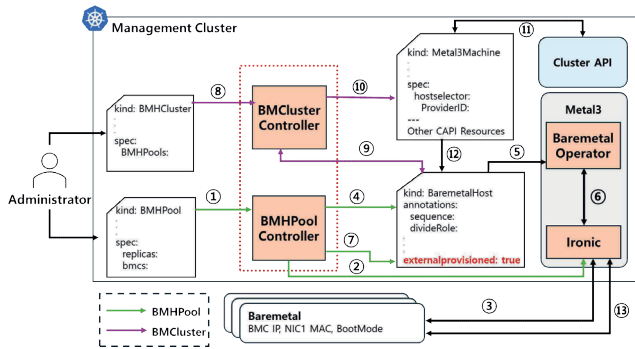 Management Cluster
⑪
kind: Metal3Machine
:
spec:
hostselector:
ProviderID:
---
Other CAPI Resources
Cluster API
⑧
⑩
kind: BMHCluster
:
spec:
BMHPools:
BMCluster
Controller
Metal3
Baremetal
Operator
⑨
⑫
⑤
Administrator
①
④
kind: BMHPool
:
spec:
replicas:
bmcs:
BMHPool
Controller
kind: BaremetalHost
annotations:
sequence:
divideRole:
:
externalprovisioned: true
⑥
⑦
②
Ironic
③
⑬
BMHPool
BMCluster
Baremetal
BMC IP, NIC1 MAC, BootMode